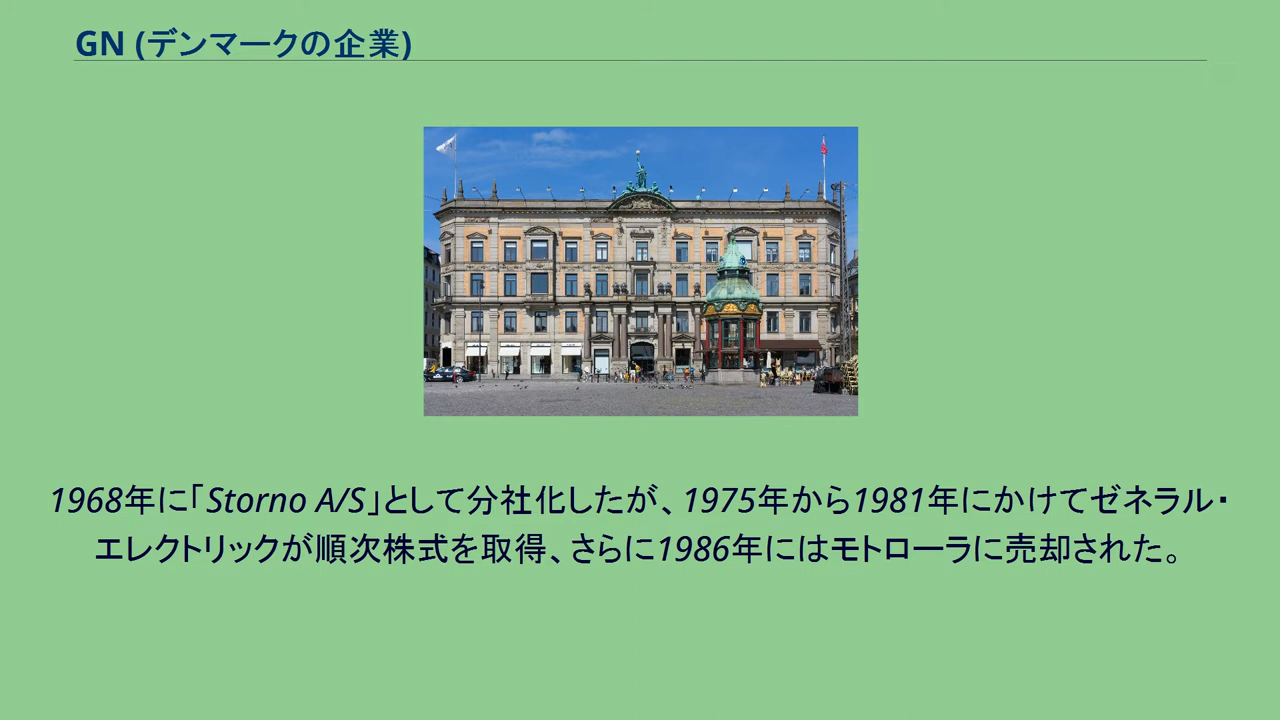 GN (デンマークの企業)
1968年に「Storno A/S」として分社化したが、1975年から1981年にかけてゼネラル・
エレクトリックが順次株式を取得、さらに1986年にはモトローラに売却された。